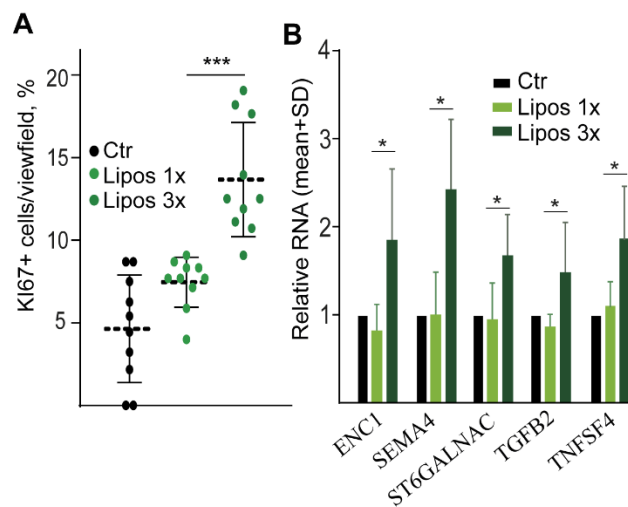 A
KI67+ cells/viewfield, %
20
15
10
5
***
Ctr
Lipos 1x
Lipos 3x
B
Relative RNA (mean+SD)
4
3
2
1
Ctr
Lipos 1x
Lipos 3x
*
*
*
*
*
ENC1
SEMA4
ST6GALNAC
TGFB2
TNFSF4